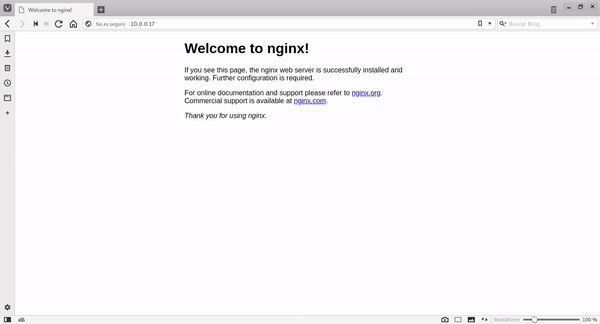 Welcome to nginx!
No es seguro 10.0.0.17
Buscar Bing
Welcome to nginx!
If you see this page, the nginx web server is successfully installed and
working. Further configuration is required.
For online documentation and support please refer to nginx.org.
Commercial support is available at nginx.com.
Thank you for using nginx.
Restablecer 100 %